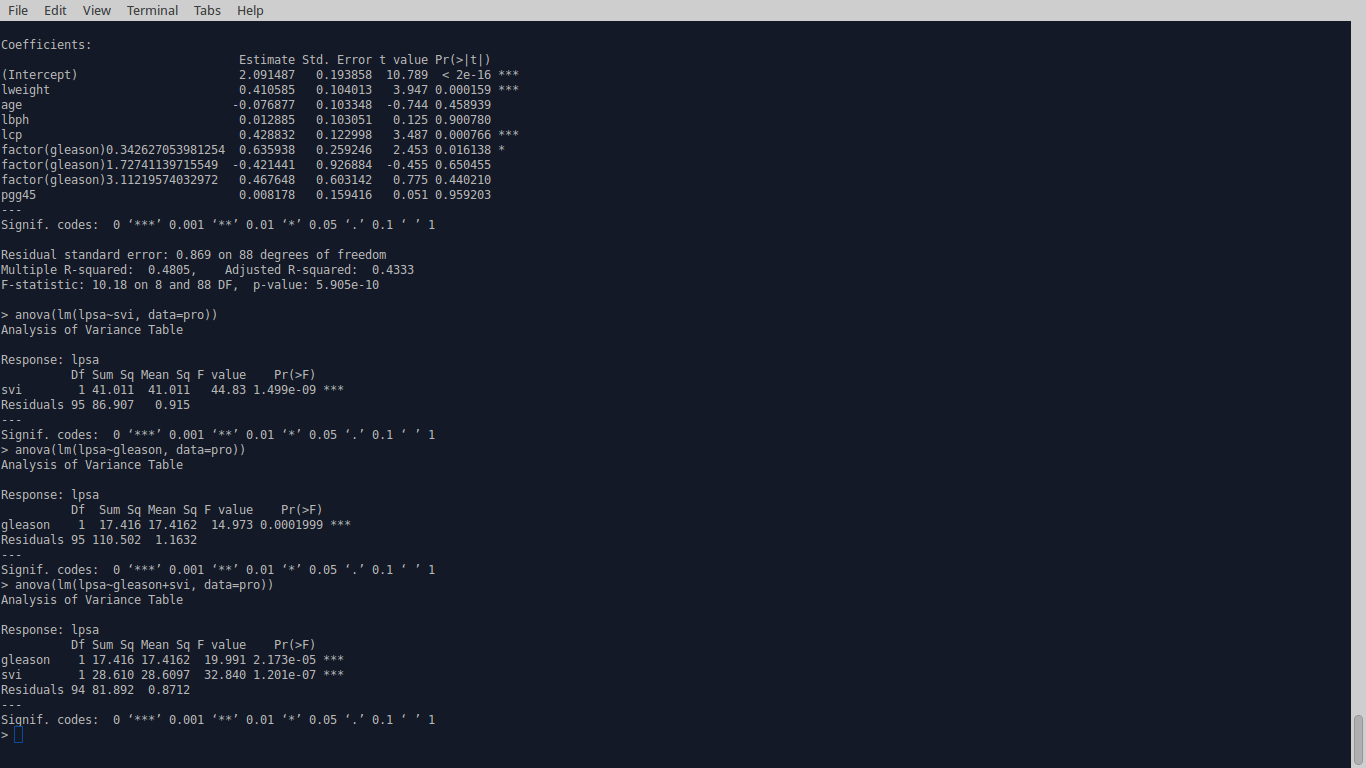 File Edit View Terminal Tabs Help
Coefficients:
Estimate Std. Error t value Pr(>|t|)
(Intercept) 2.091487 0.193858 10.789 < 2e-16 ***
lweight 0.410585 0.104013 3.947 0.000159 ***
age -0.076877 0.103348 -0.744 0.458939
lbph 0.012885 0.103051 0.125 0.900780
lcp 0.428832 0.122998 3.487 0.000766 ***
factor(gleason)0.342627053981254 0.635938 0.259246 2.453 0.016138 *
factor(gleason)1.72741139715549 -0.421441 0.926884 -0.455 0.650455
factor(gleason)3.11219574032972 0.467648 0.603142 0.775 0.440210
pgg45 0.008178 0.159416 0.051 0.959203
---
Signif. codes: 0 ‘***’ 0.001 ‘**’ 0.01 ‘*’ 0.05 ‘.’ 0.1 ‘ ’ 1
Residual standard error: 0.869 on 88 degrees of freedom
Multiple R-squared: 0.4805, Adjusted R-squared: 0.4333
F-statistic: 10.18 on 8 and 88 DF, p-value: 5.905e-10
> anova(lm(lpsa~svi, data=pro))
Analysis of Variance Table
Response: lpsa
Df Sum Sq Mean Sq F value Pr(>F)
svi 1 41.011 41.011 44.83 1.499e-09 ***
Residuals 95 86.907 0.915
---
Signif. codes: 0 ‘***’ 0.001 ‘**’ 0.01 ‘*’ 0.05 ‘.’ 0.1 ‘ ’ 1
> anova(lm(lpsa~gleason, data=pro))
Analysis of Variance Table
Response: lpsa
Df Sum Sq Mean Sq F value Pr(>F)
gleason 1 17.416 17.4162 14.973 0.0001999 ***
Residuals 95 110.502 1.1632
---
Signif. codes: 0 ‘***’ 0.001 ‘**’ 0.01 ‘*’ 0.05 ‘.’ 0.1 ‘ ’ 1
> anova(lm(lpsa~gleason+svi, data=pro))
Analysis of Variance Table
Response: lpsa
Df Sum Sq Mean Sq F value Pr(>F)
gleason 1 17.416 17.4162 19.991 2.173e-05 ***
svi 1 28.610 28.6097 32.840 1.201e-07 ***
Residuals 94 81.892 0.8712
---
Signif. codes: 0 ‘***’ 0.001 ‘**’ 0.01 ‘*’ 0.05 ‘.’ 0.1 ‘ ’ 1
>